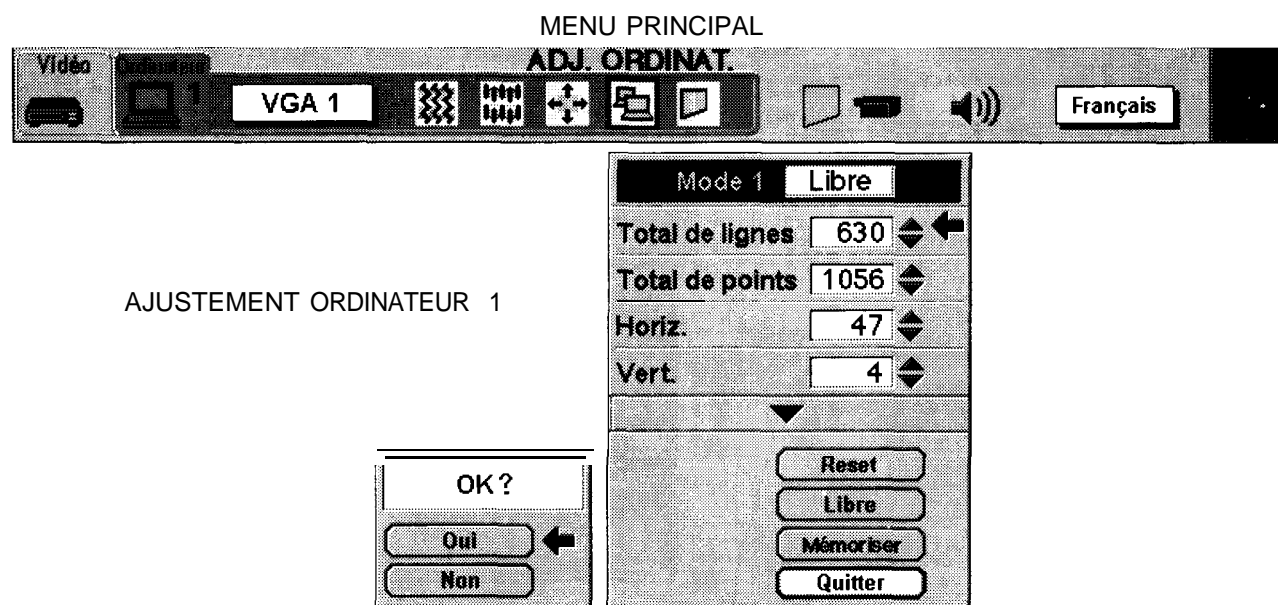 MENU PRINCIPAL
ADJ. ORDINAT.
Vidéo
Ordinateur
1
VGA 1
Français
Mode 1 Libre
Total de lignes 630
Total de points 1056
Horiz. 47
Vert. 4
AJUSTEMENT ORDINATEUR 1
Reset
Libre
Mémoriser
Quitter
OK?
Oui
Non